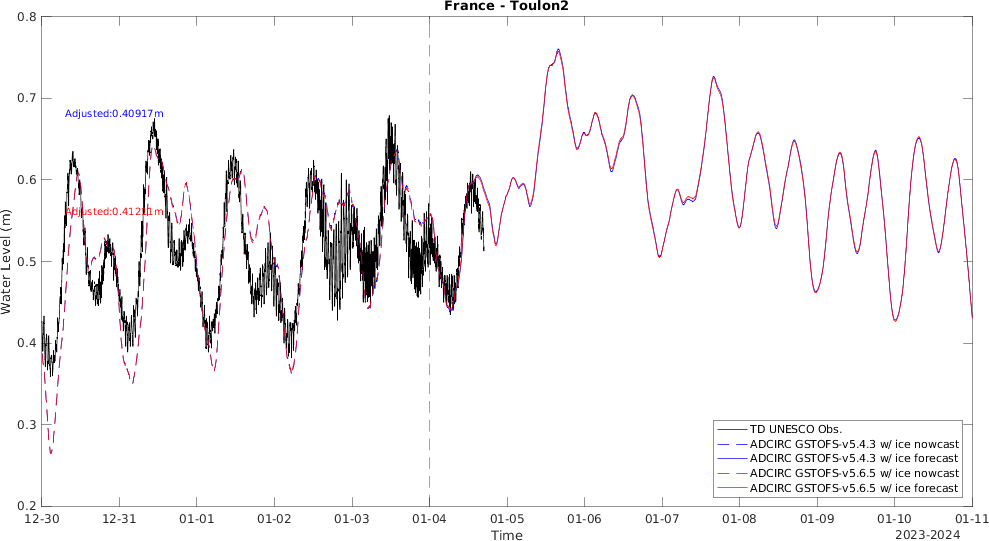 France - Toulon2
0.8
0.7
0.6
0.5
0.4
0.3
0.2
Water Level (m)
Adjusted:0.40917m
Adjusted:0.41211m
TD UNESCO Obs.
ADCIRC GSTOFS-v5.4.3 w/ ice nowcast
ADCIRC GSTOFS-v5.4.3 w/ ice forecast
ADCIRC GSTOFS-v5.6.5 w/ ice nowcast
ADCIRC GSTOFS-v5.6.5 w/ ice forecast
12-30 12-31 01-01 01-02 01-03 01-04 01-05 01-06 01-07 01-08 01-09 01-10 01-11
Time
2023-2024